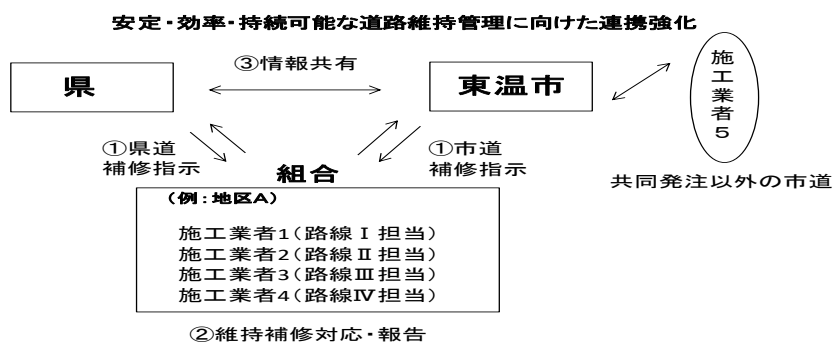 安定・効率・持続可能な道路維持管理に向けた連携強化
③情報共有
県
東温市
施工業者5
①県道
補修指示
①市道
補修指示
組合
共同発注以外の市道
(例:地区A)
施工業者1(路線Ⅰ担当)
施工業者2(路線Ⅱ担当)
施工業者3(路線Ⅲ担当)
施工業者4(路線Ⅳ担当)
②維持補修対応・報告